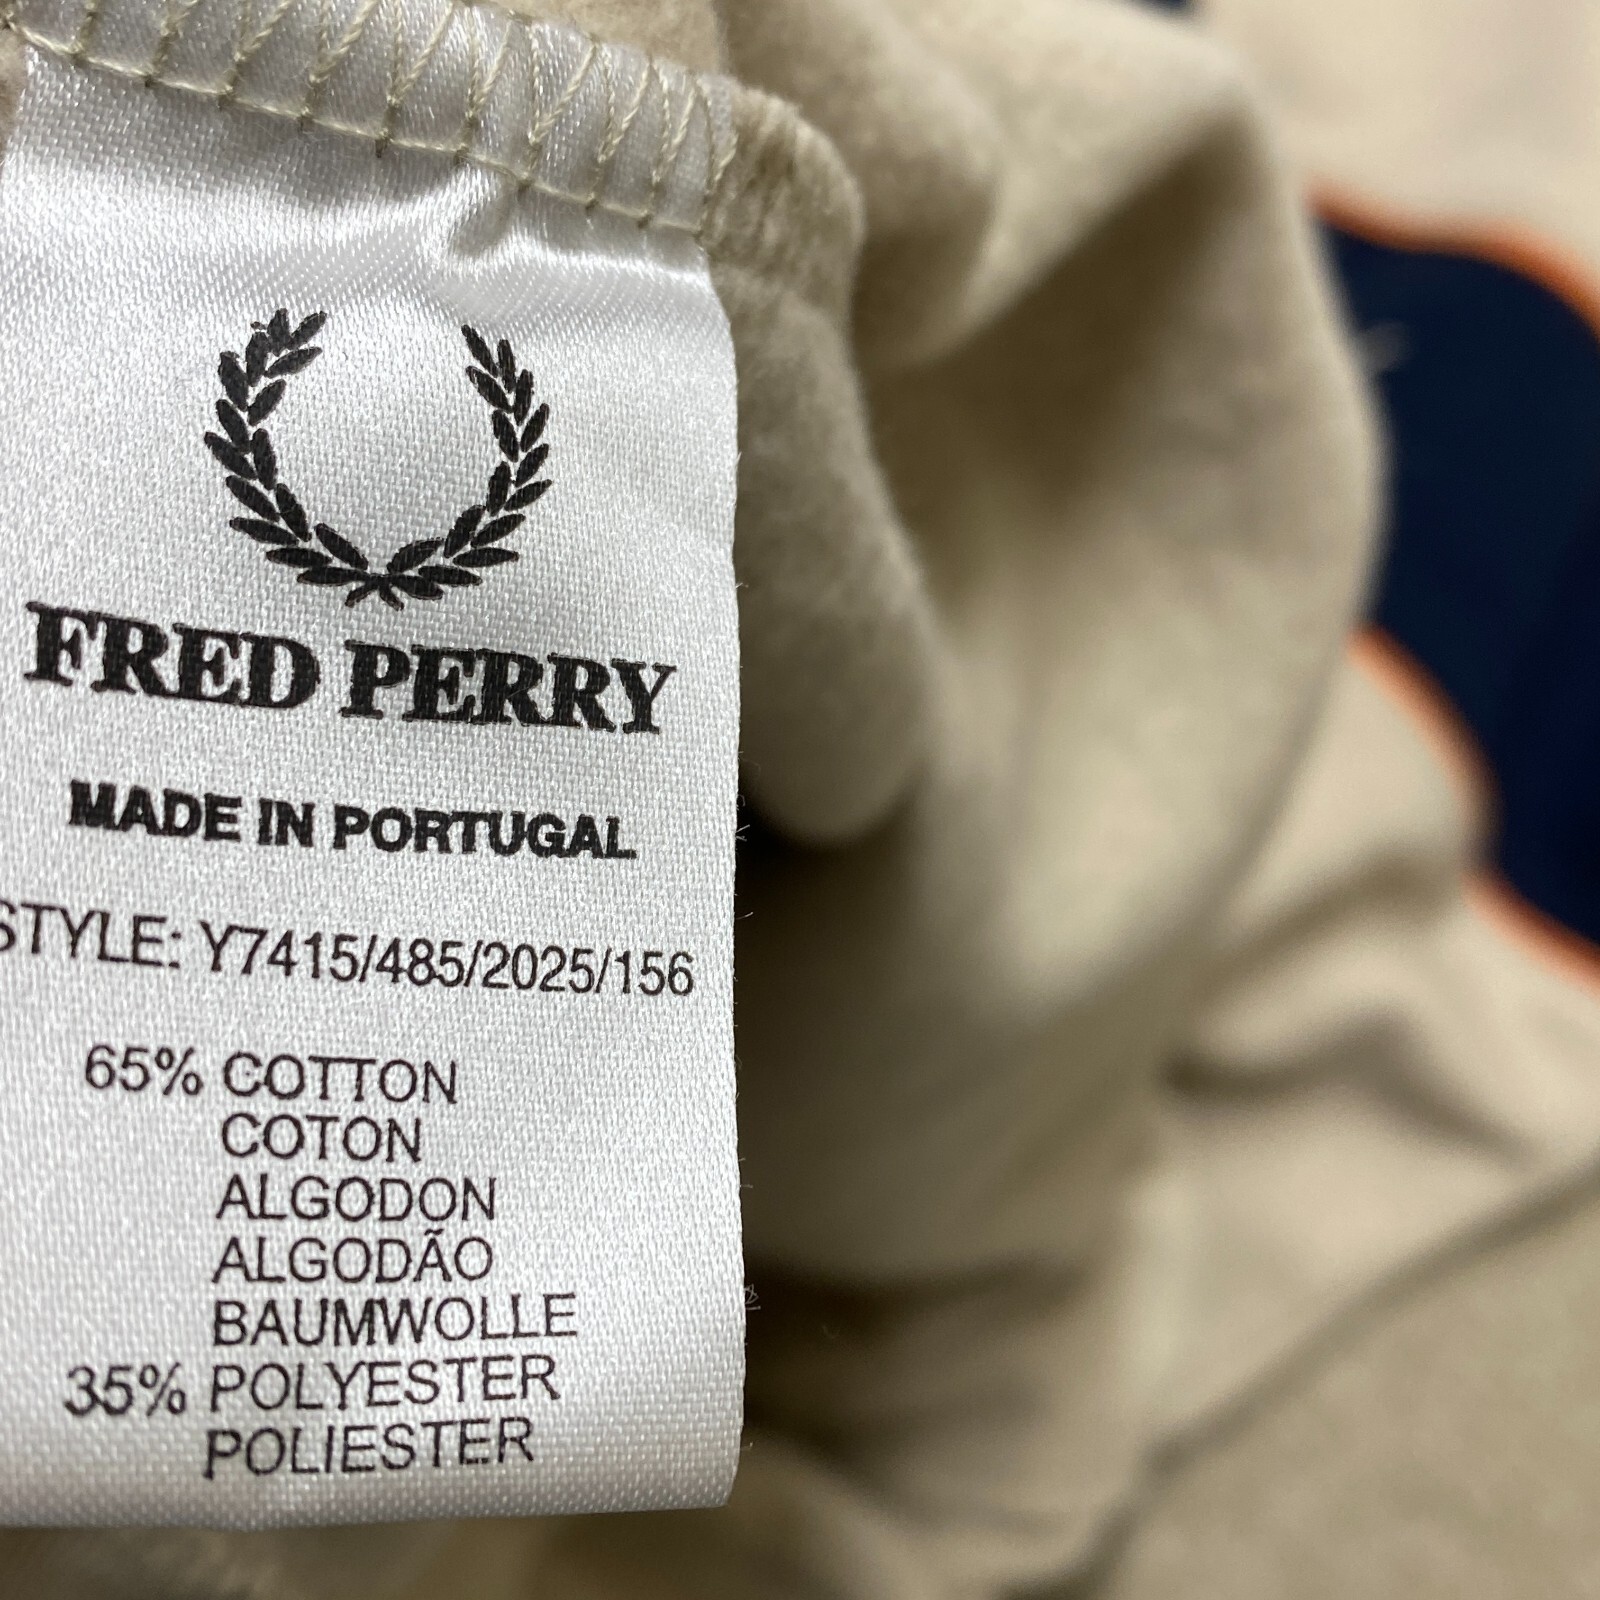 FRED PERRY
MADE IN PORTUGAL
STYLE: Y7415/485/2025/156
65% COTTON
COTON
ALGODON
ALGODÃO
BAUMWOLLE
35% POLYESTER
POLIESTER